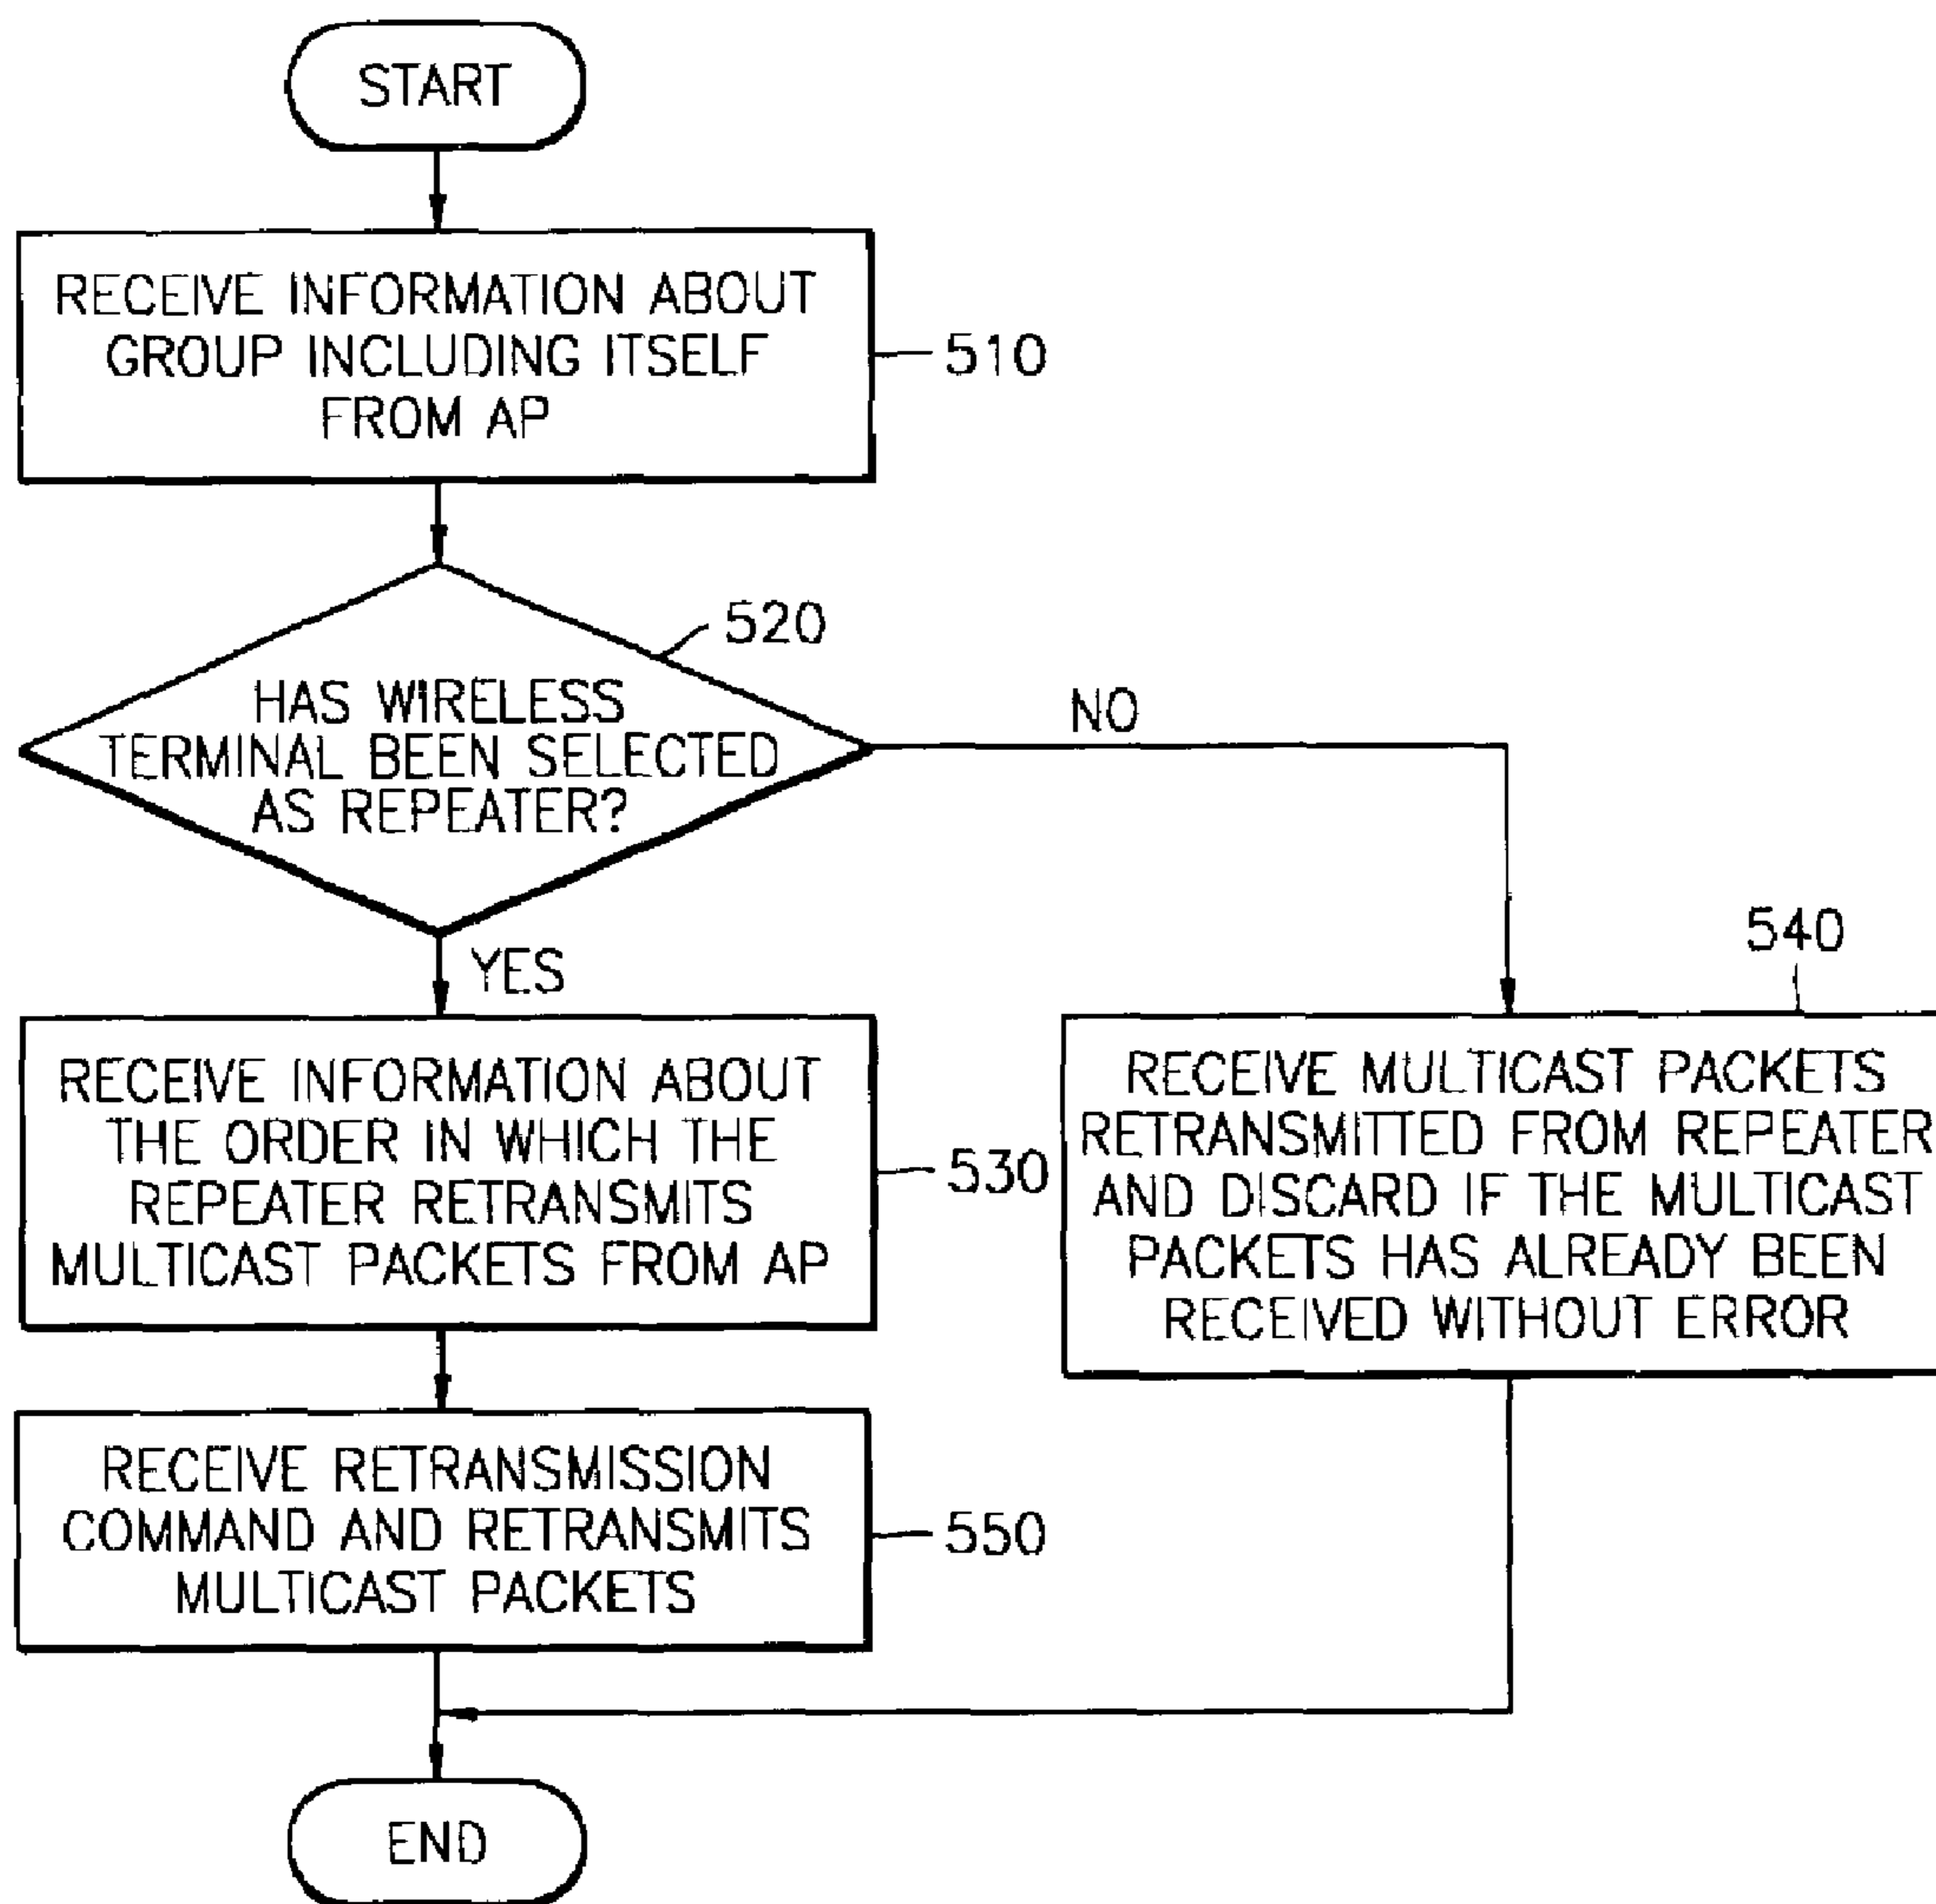 START
RECEIVE INFORMATION ABOUT
GROUP INCLUDING ITSELF
FROM AP
510
520
HAS WIRELESS
TERMINAL BEEN SELECTED
AS REPEATER?
NO
YES
RECEIVE INFORMATION ABOUT
THE ORDER IN WHICH THE
REPEATER RETRANSMITS
MULTICAST PACKETS FROM AP
530
540
RECEIVE MULTICAST PACKETS
RETRANSMITTED FROM REPEATER
AND DISCARD IF THE MULTICAST
PACKETS HAS ALREADY BEEN
RECEIVED WITHOUT ERROR
RECEIVE RETRANSMISSION
COMMAND AND RETRANSMITS
MULTICAST PACKETS
550
END